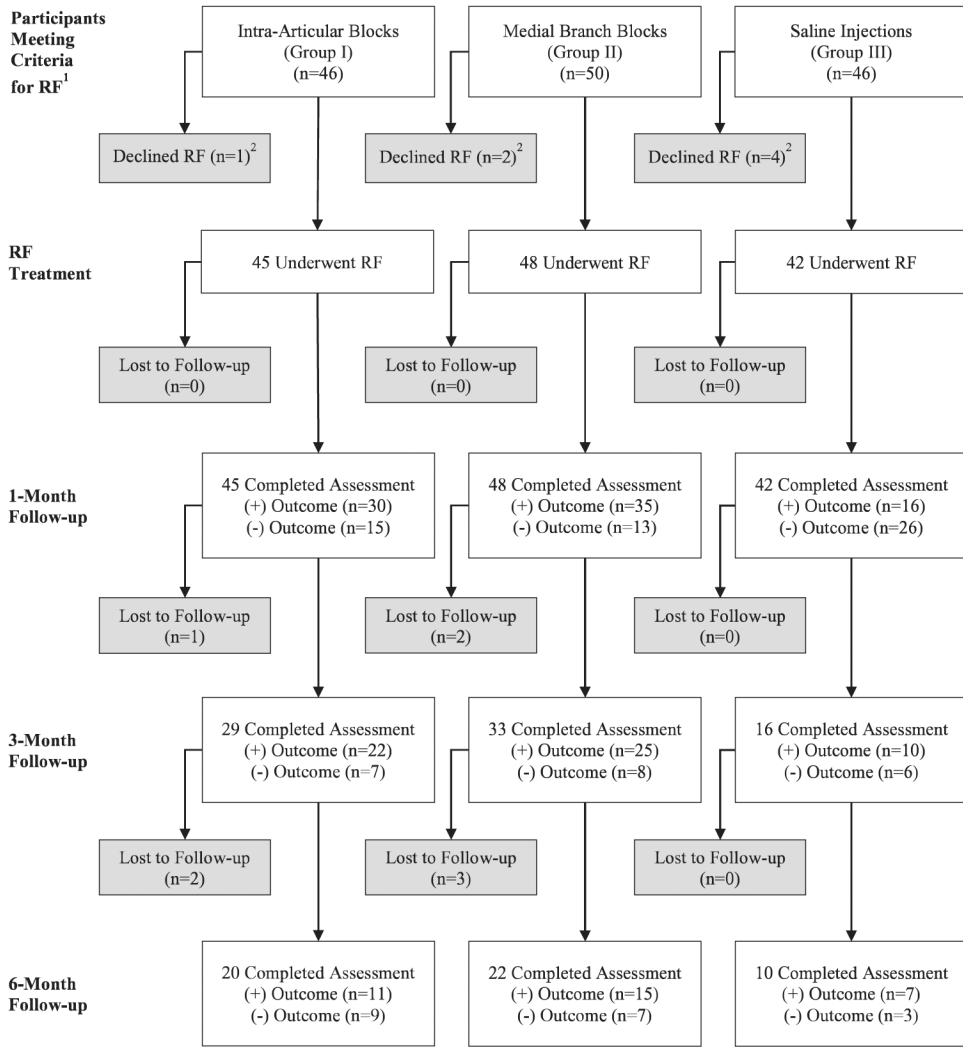 Participants
Meeting
Criteria
for RF¹
Intra-Articular Blocks
(Group I)
(n=46)
Medial Branch Blocks
(Group II)
(n=50)
Saline Injections
(Group III)
(n=46)
Declined RF (n=1)²
Declined RF (n=2)²
Declined RF (n=4)²
RF
Treatment
45 Underwent RF
48 Underwent RF
42 Underwent RF
Lost to Follow-up
(n=0)
Lost to Follow-up
(n=0)
Lost to Follow-up
(n=0)
1-Month
Follow-up
45 Completed Assessment
(+) Outcome (n=30)
(-) Outcome (n=15)
48 Completed Assessment
(+) Outcome (n=35)
(-) Outcome (n=13)
42 Completed Assessment
(+) Outcome (n=16)
(-) Outcome (n=26)
Lost to Follow-up
(n=1)
Lost to Follow-up
(n=2)
Lost to Follow-up
(n=0)
3-Month
Follow-up
29 Completed Assessment
(+) Outcome (n=22)
(-) Outcome (n=7)
33 Completed Assessment
(+) Outcome (n=25)
(-) Outcome (n=8)
16 Completed Assessment
(+) Outcome (n=10)
(-) Outcome (n=6)
Lost to Follow-up
(n=2)
Lost to Follow-up
(n=3)
Lost to Follow-up
(n=0)
6-Month
Follow-up
20 Completed Assessment
(+) Outcome (n=11)
(-) Outcome (n=9)
22 Completed Assessment
(+) Outcome (n=15)
(-) Outcome (n=7)
10 Completed Assessment
(+) Outcome (n=7)
(-) Outcome (n=3)